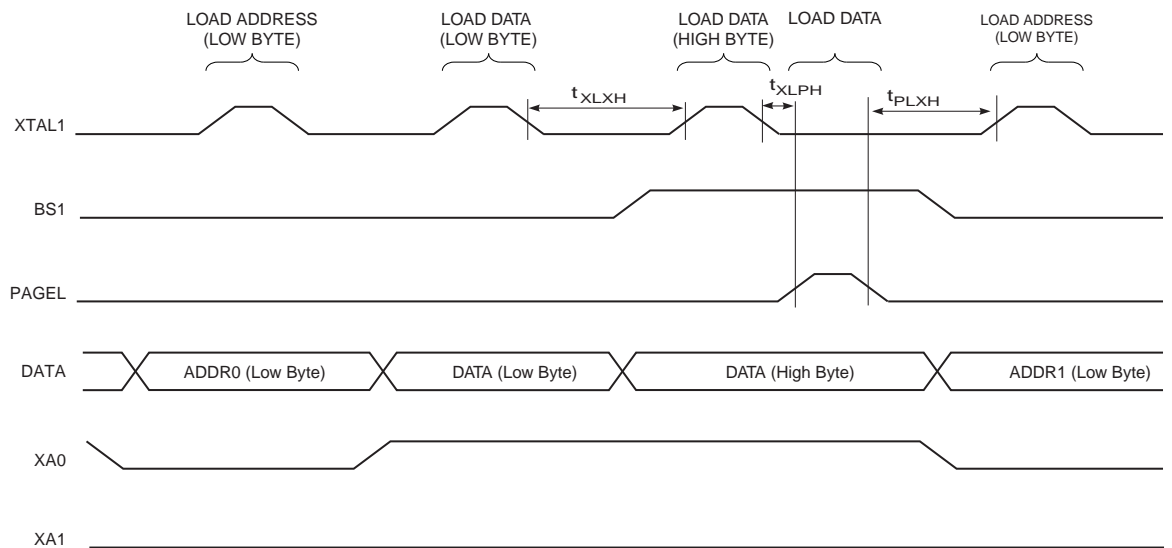 LOAD ADDRESS
(LOW BYTE)
LOAD DATA
(LOW BYTE)
LOAD DATA
(HIGH BYTE)
LOAD DATA
LOAD ADDRESS
(LOW BYTE)
XTAL1
tXLXH
tXLPH
tPLXH
BS1
PAGEL
DATA
ADDR0 (Low Byte)
DATA (Low Byte)
DATA (High Byte)
ADDR1 (Low Byte)
XA0
XA1